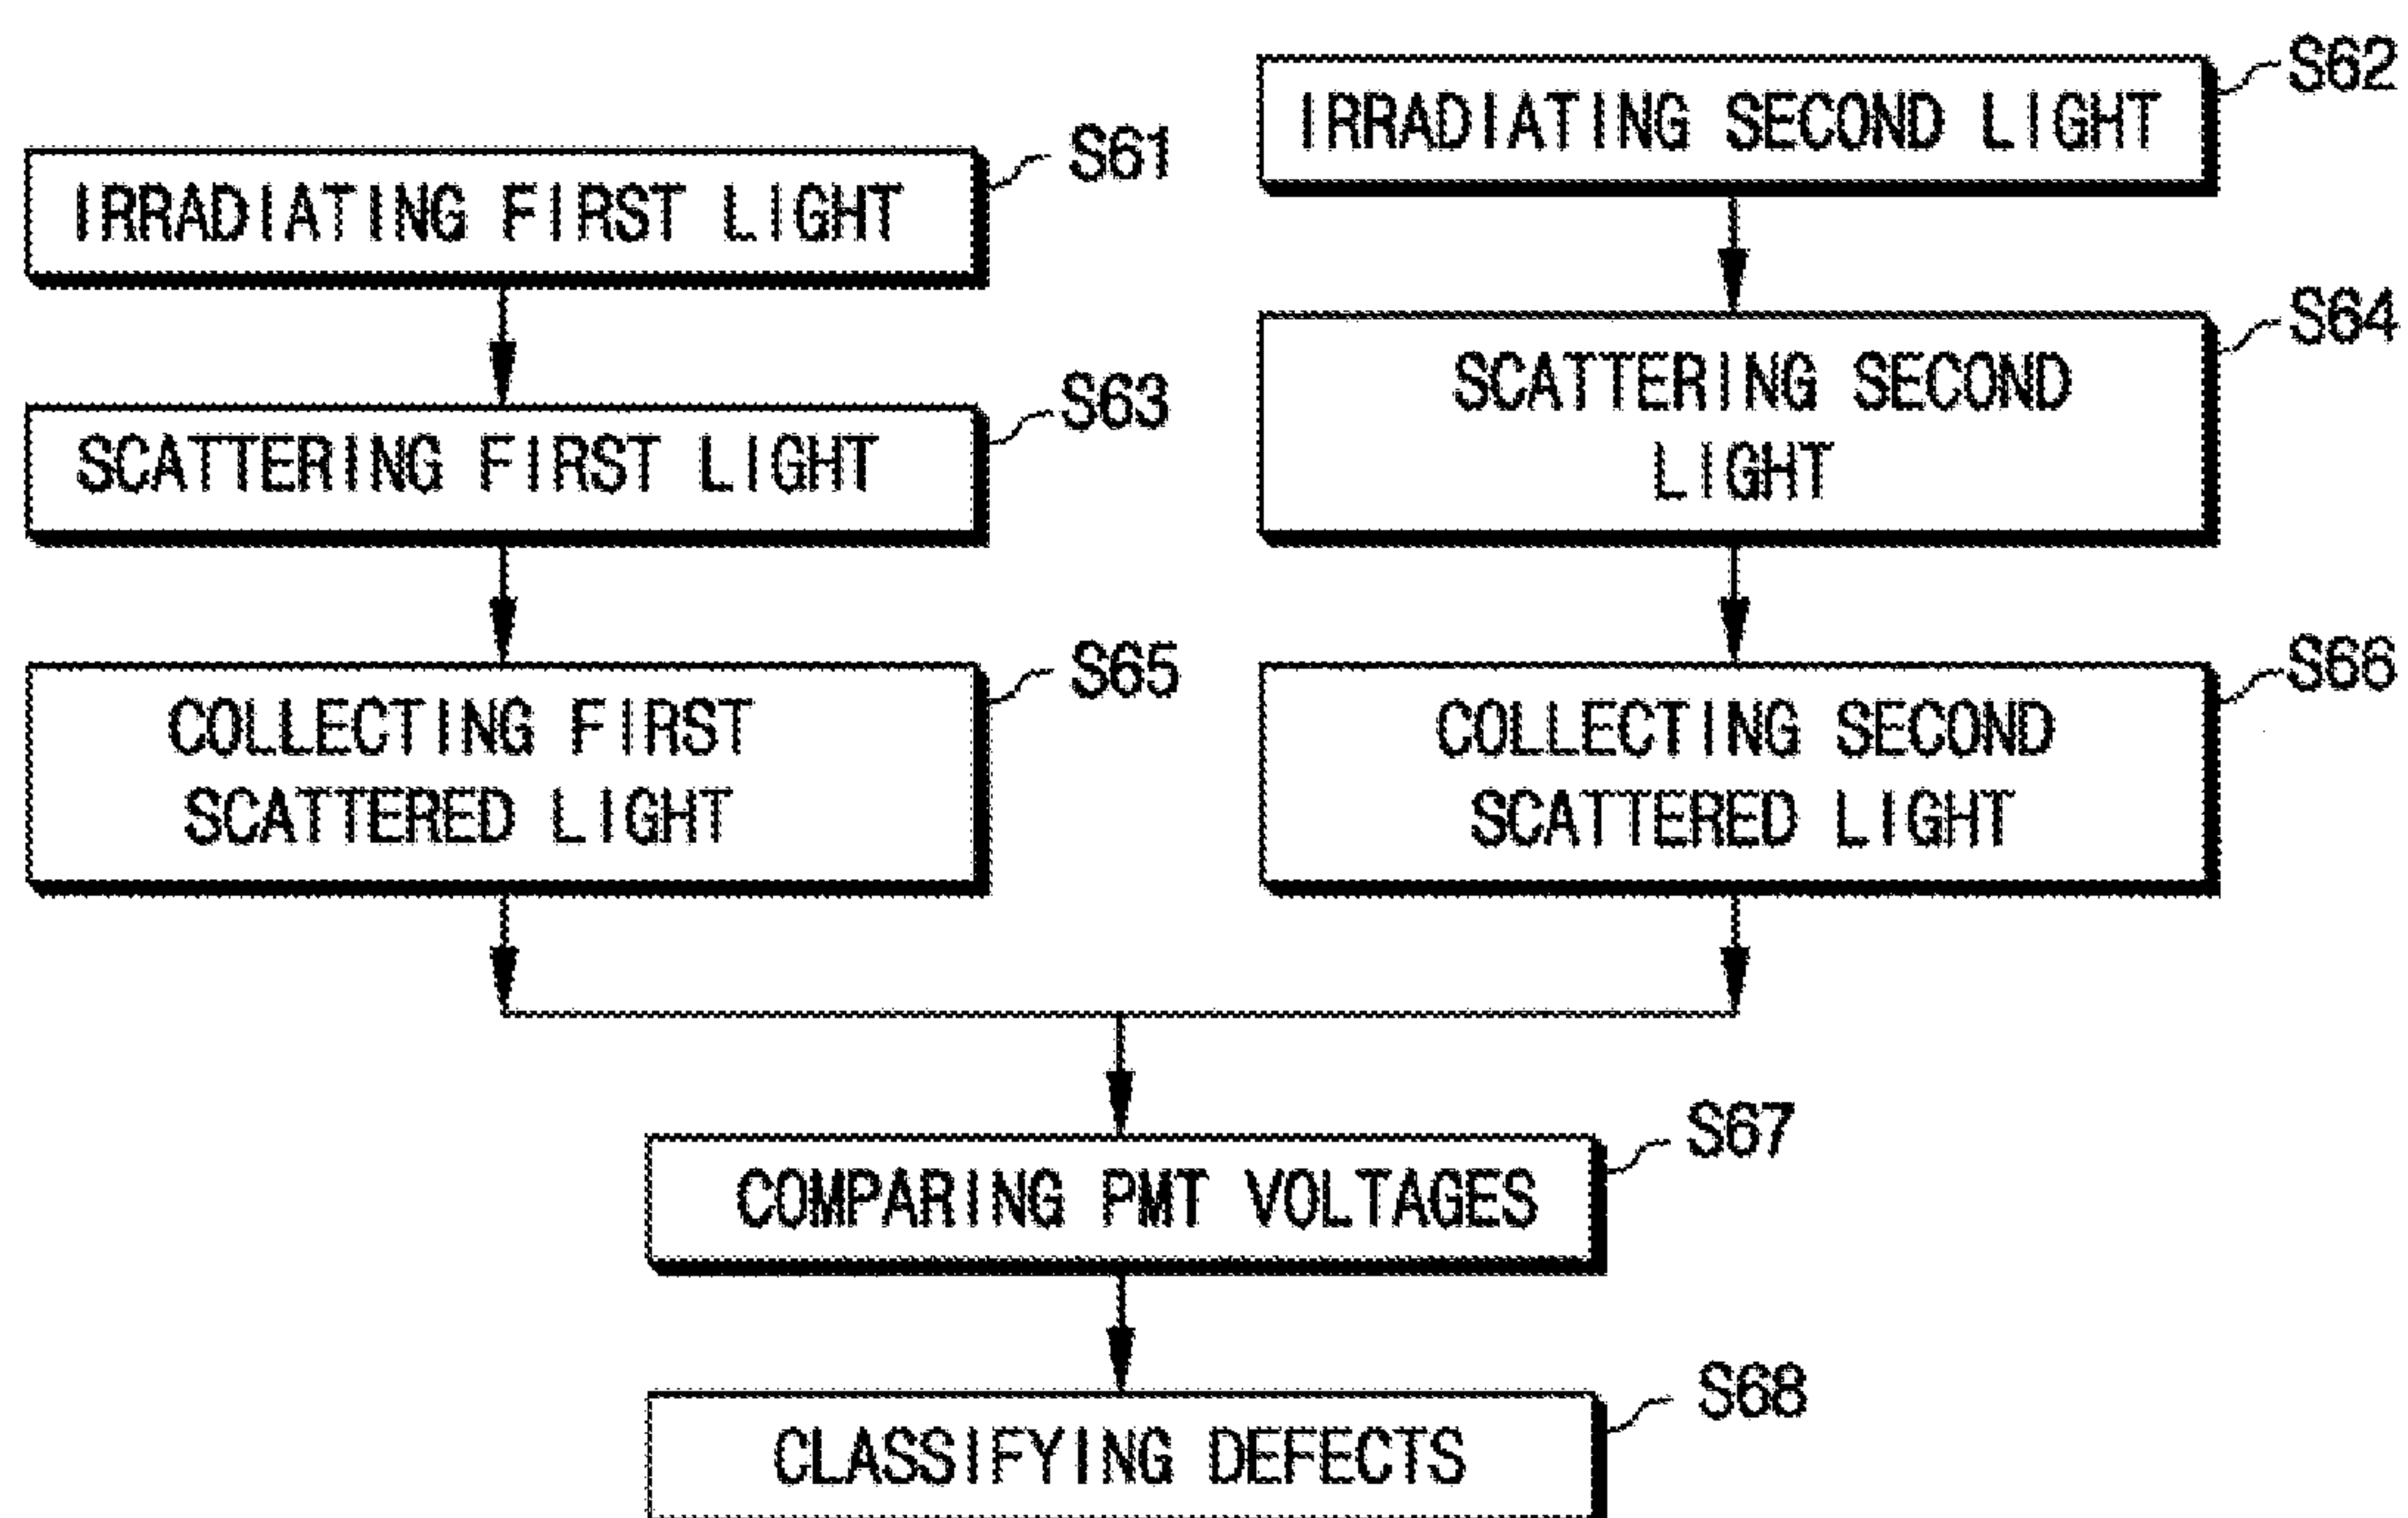 IRRADIATING FIRST LIGHT
S61
SCATTERING FIRST LIGHT
S63
COLLECTING FIRST
SCATTERED LIGHT
S65
IRRADIATING SECOND LIGHT
S62
SCATTERING SECOND
LIGHT
S64
COLLECTING SECOND
SCATTERED LIGHT
S66
COMPARING PMT VOLTAGES
S67
CLASSIFYING DEFECTS
S68